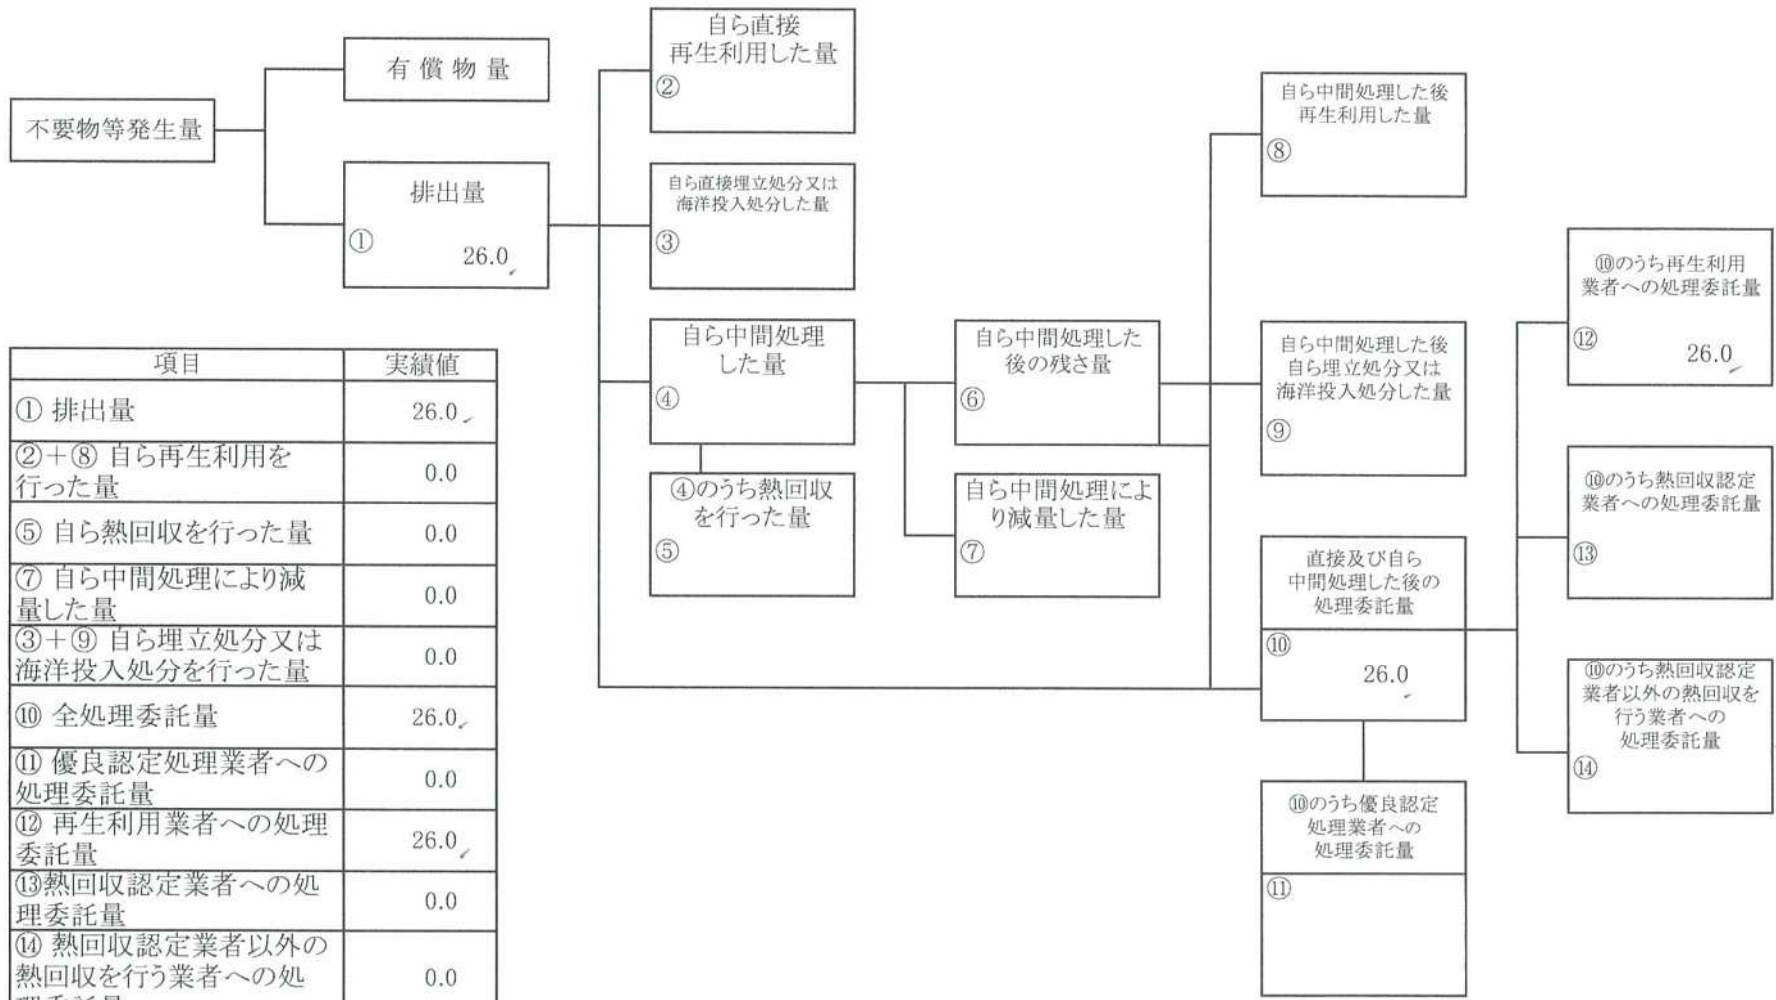 不要物等発生量
有償物量
排出量
①
26.0
自ら直接
再生利用した量
②
自ら直接埋立処分又は
海洋投入処分した量
③
自ら中間処理
した量
④
④のうち熱回収
を行った量
⑤
自ら中間処理した
後の残さ量
⑥
自ら中間処理によ
り減量した量
⑦
自ら中間処理した後
再生利用した量
⑧
自ら中間処理した後
自ら埋立処分又は
海洋投入処分した量
⑨
直接及び自ら
中間処理した後の
処理委託量
⑩
26.0
⑩のうち優良認定
処理業者への
処理委託量
⑪
⑩のうち再生利用
業者への処理委託量
⑫
26.0
⑩のうち熱回収認定
業者への処理委託量
⑬
⑩のうち熱回収認定
業者以外の熱回収を
行う業者への
処理委託量
⑭
項目 実績値
① 排出量 26.0
②+⑧ 自ら再生利用を
行った量 0.0
⑤ 自ら熱回収を行った量 0.0
⑦ 自ら中間処理により減
量した量 0.0
③+⑨ 自ら埋立処分又は
海洋投入処分を行った量 0.0
⑩ 全処理委託量 26.0
⑪ 優良認定処理業者への
処理委託量 0.0
⑫ 再生利用業者への処理
委託量 26.0
⑬熱回収認定業者への処
理委託量 0.0
⑭ 熱回収認定業者以外の
熱回収を行う業者への処 0.0
理委託量